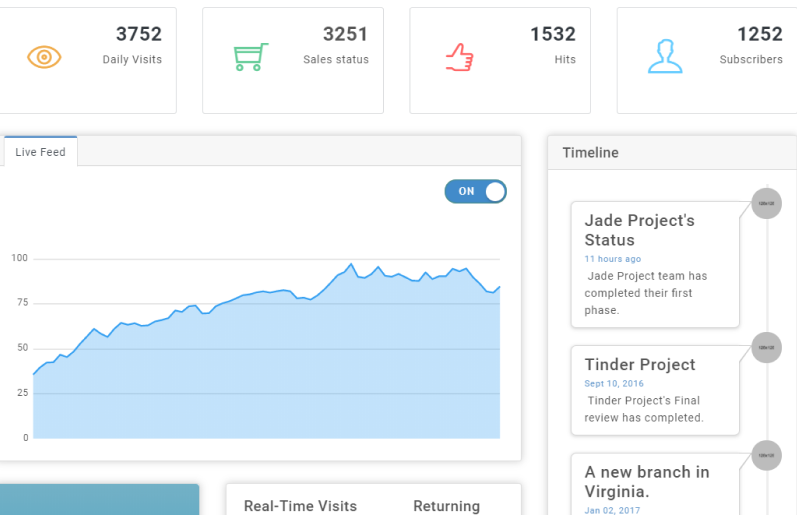 3752
Daily Visits
3251
Sales status
1532
Hits
1252
Subscribers
Live Feed
ON
100
75
50
25
0
Timeline
Jade Project's
Status
11 hours ago
Jade Project team has
completed their first
phase.
Tinder Project
Sept 10, 2016
Tinder Project's Final
review has completed.
A new branch in
Virginia.
Jan 02, 2017
Real-Time Visits
Returning